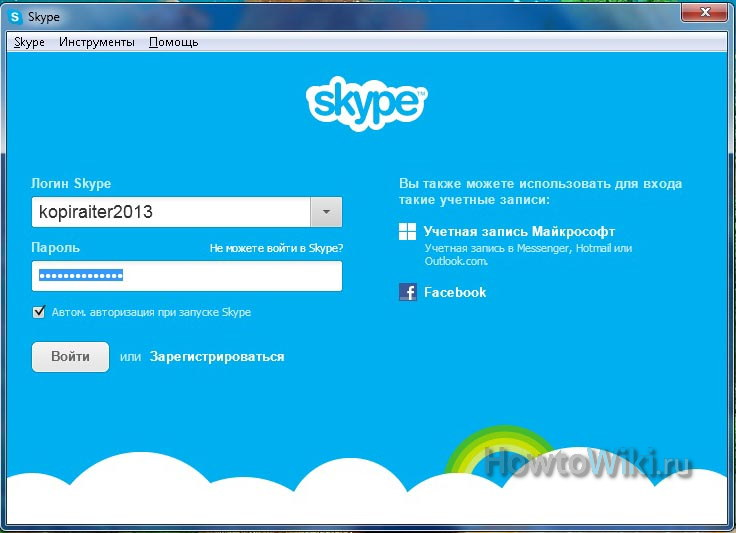 Skype
Skype Инструменты Помощь
skype™
Логин Skype
kopiraiter2013
Пароль
Не можете войти в Skype?
Автом. авторизация при запуске Skype
Войти
или
Зарегистрироваться
Вы также можете использовать для входа
такие учетные записи:
Учетная запись Майкрософт
Учетная запись в Messenger, Hotmail или
Outlook.com.
Facebook
HowtoWiki.ru